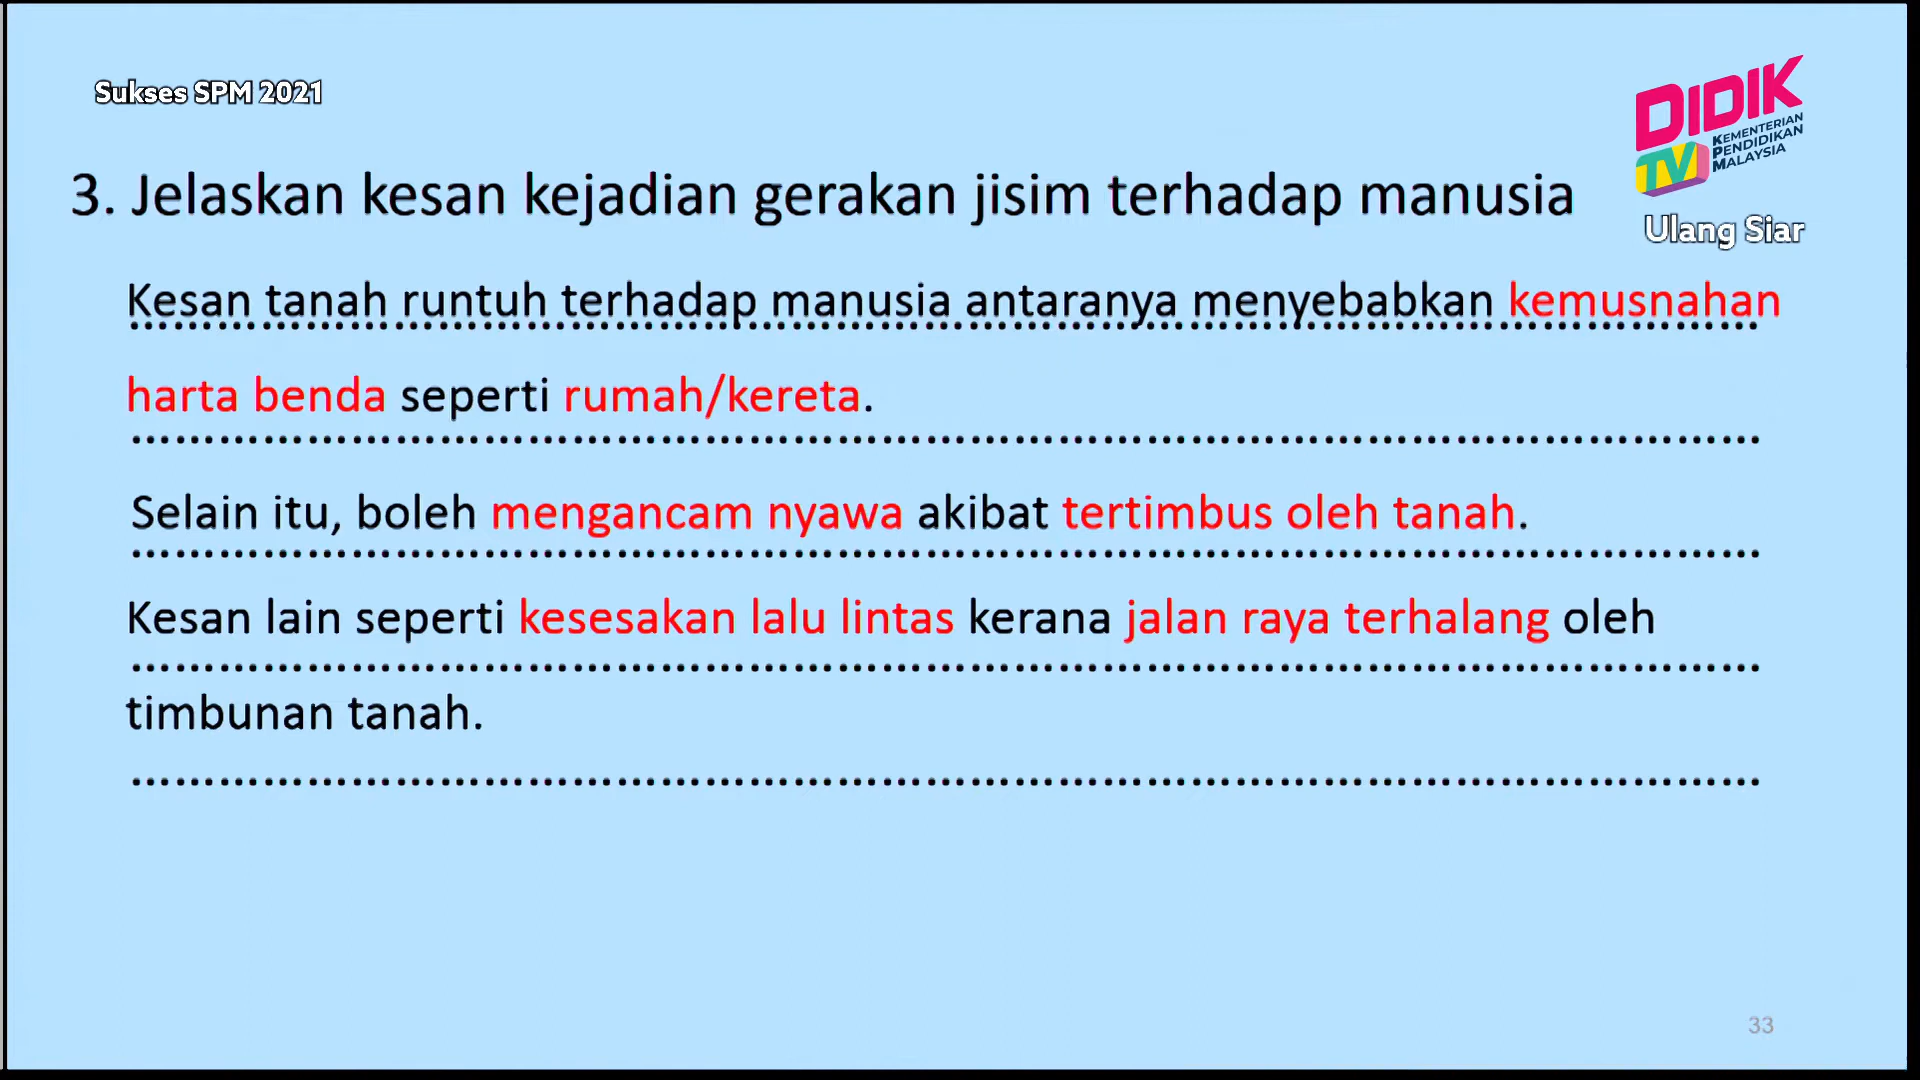 Sukses SPM 2021
DIDIK
TV
KEMENTERIAN
PENDIDIKAN
MALAYSIA
Ulang Siar
3. Jelaskan kesan kejadian gerakan jisim terhadap manusia
Kesan tanah runtuh terhadap manusia antaranya menyebabkan kemusnahan
harta benda seperti rumah/kereta.
Selain itu, boleh mengancam nyawa akibat tertimbus oleh tanah.
Kesan lain seperti kesesakan lalu lintas kerana jalan raya terhalang oleh
timbunan tanah.
33